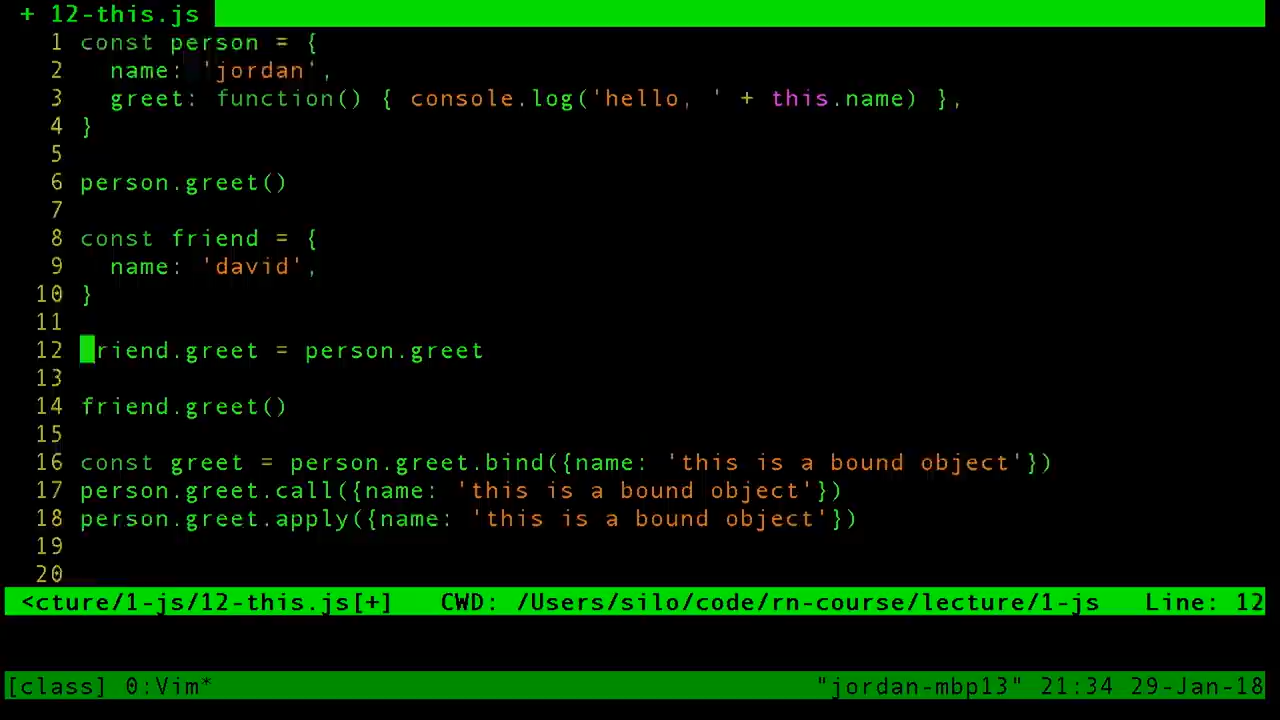 + 12-this.js
1 const person = {
2   name: 'jordan',
3   greet: function() { console.log('hello, ' + this.name) },
4 }
5
6 person.greet()
7
8 const friend = {
9   name: 'david',
10 }
11
12 friend.greet = person.greet
13
14 friend.greet()
15
16 const greet = person.greet.bind({name: 'this is a bound object'})
17 person.greet.call({name: 'this is a bound object'})
18 person.greet.apply({name: 'this is a bound object'})
19
20
<cture/1-js/12-this.js[+]   CWD: /Users/silo/code/rn-course/lecture/1-js   Line: 12
[class] 0:Vim* "jordan-mbp13" 21:34 29-Jan-18